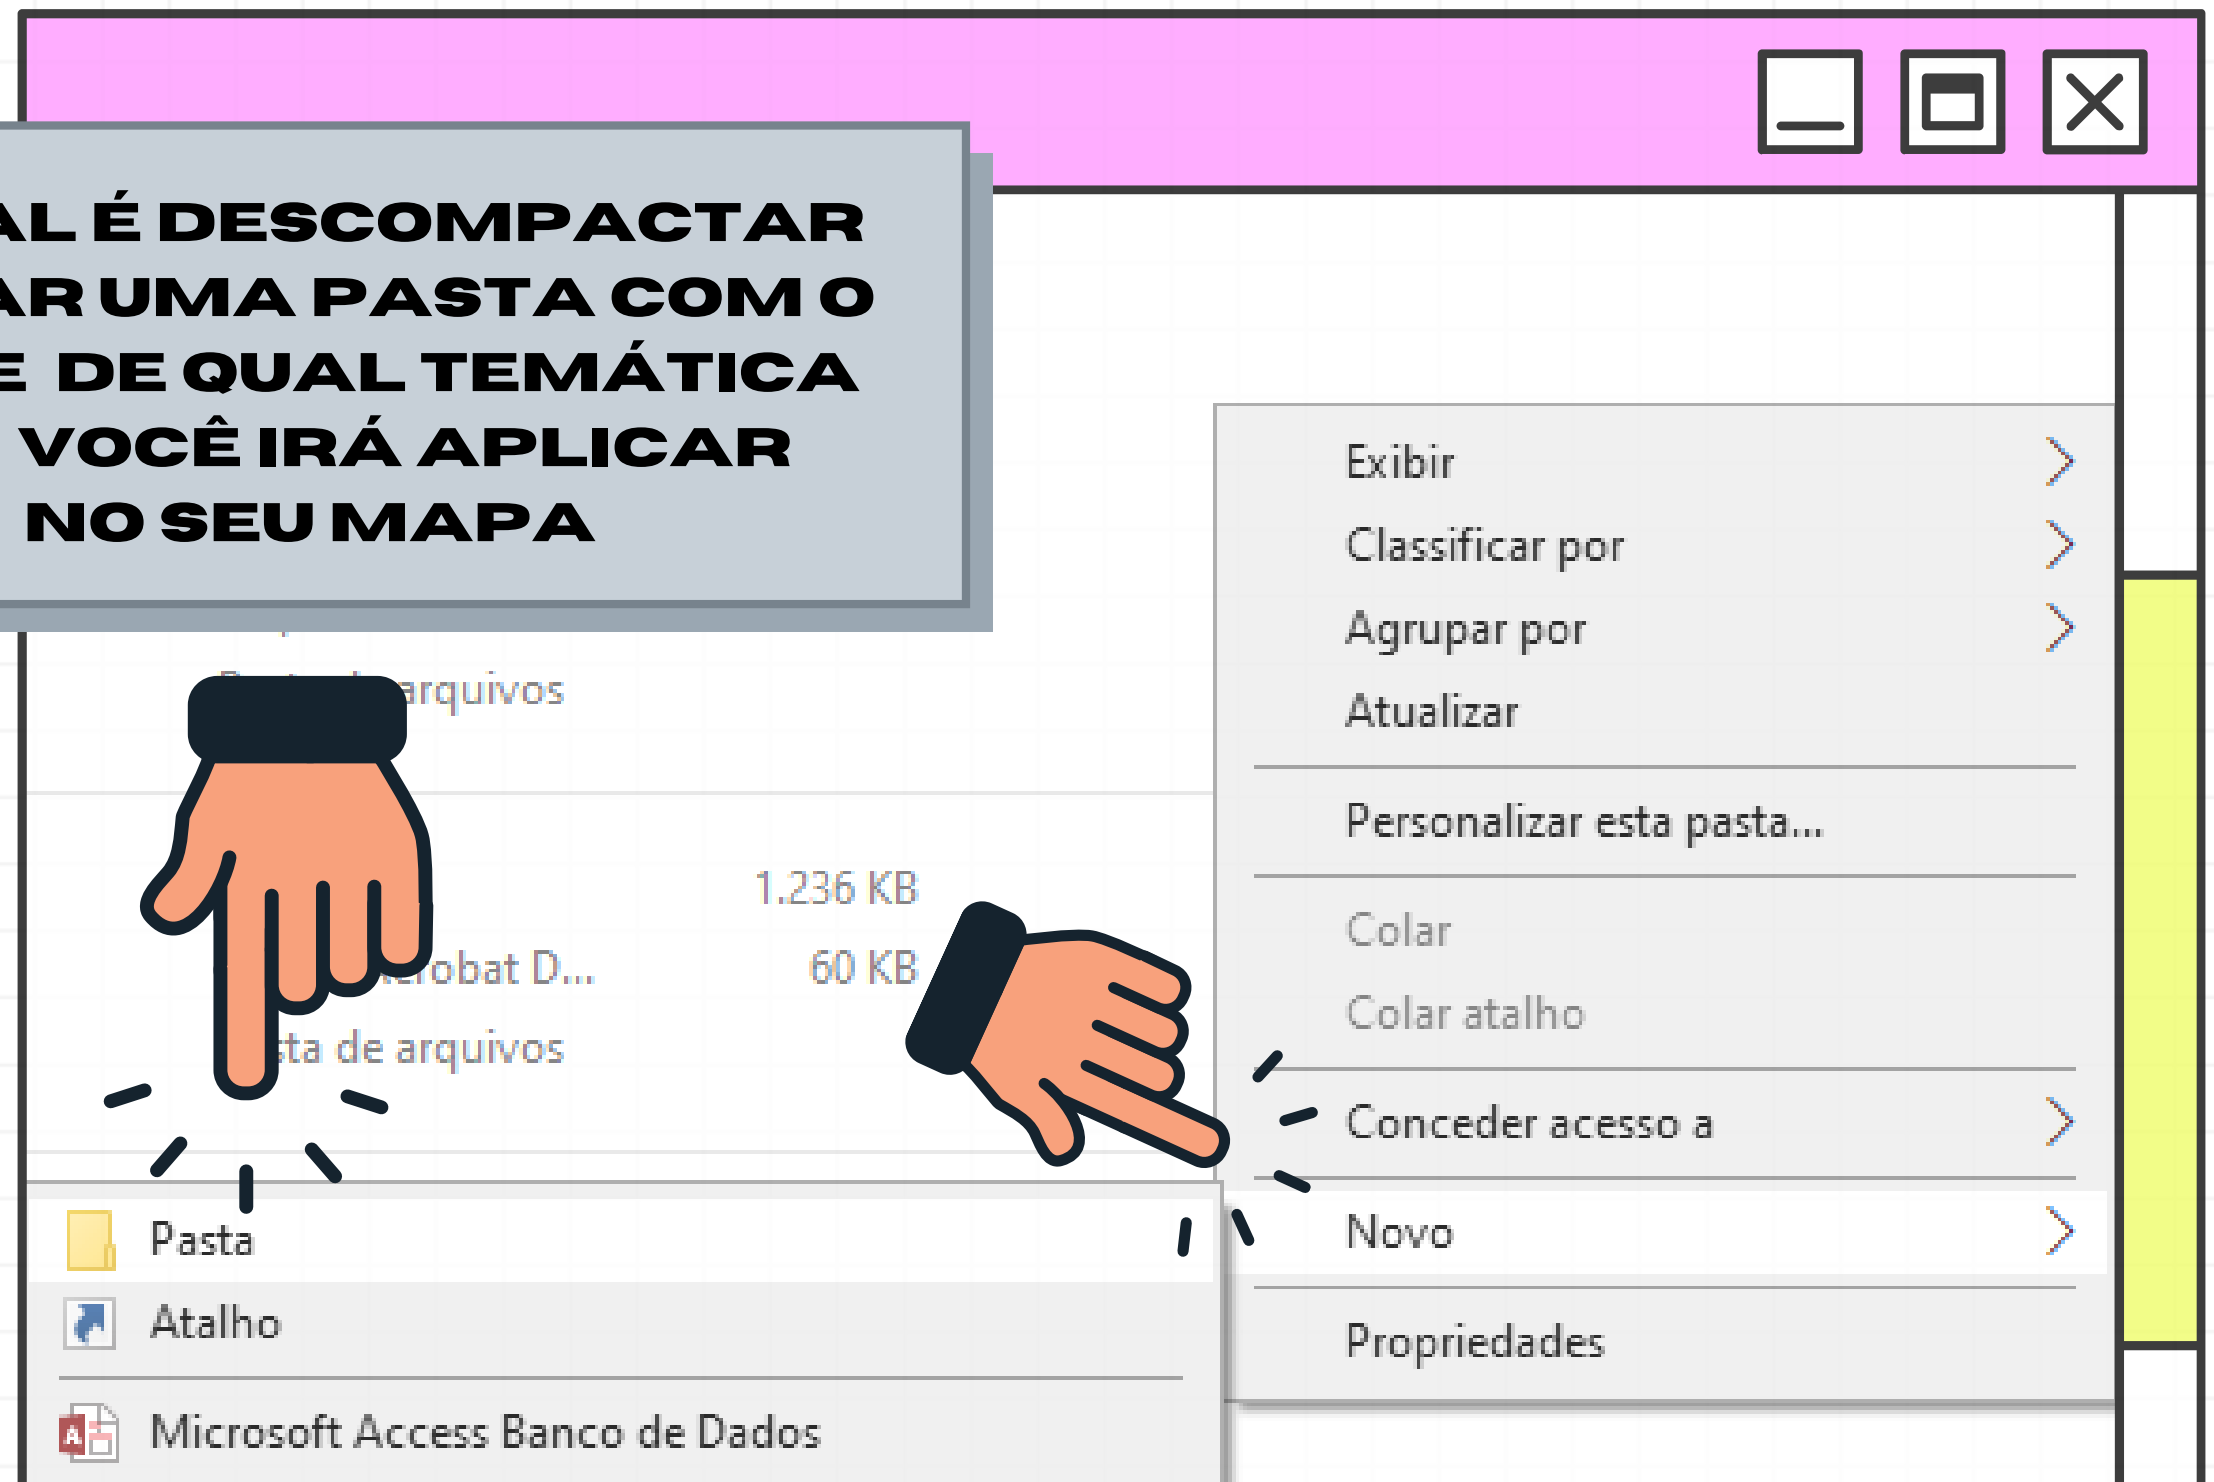 AL É DESCOMPACTAR
AR UMA PASTA COM O
E DE QUAL TEMÁTICA
VOCÊ IRÁ APLICAR
NO SEU MAPA
Exibir
Classificar por
Agrupar por
Atualizar
Personalizar esta pasta...
Colar
Colar atalho
Conceder acesso a
Novo
Propriedades
arquivos
1.236 KB
robat D... 60 KB
sta de arquivos
Pasta
Atalho
Microsoft Access Banco de Dados